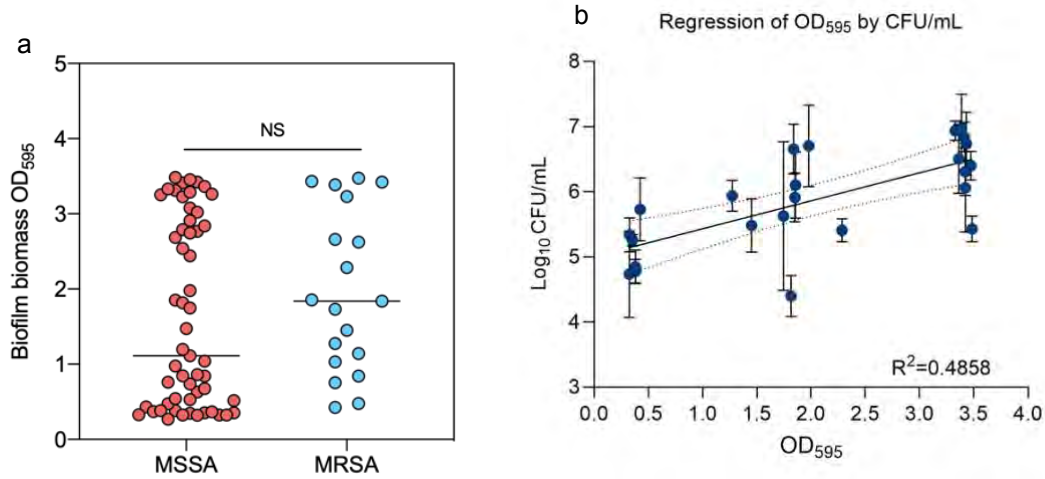 a
Biofilm biomass OD595
5
4
3
2
1
0
NS
MSSA
MRSA
b
Regression of OD595 by CFU/mL
Log10 CFU/mL
8
7
6
5
4
3
R2=0.4858
0.0 0.5 1.0 1.5 2.0 2.5 3.0 3.5 4.0
OD595